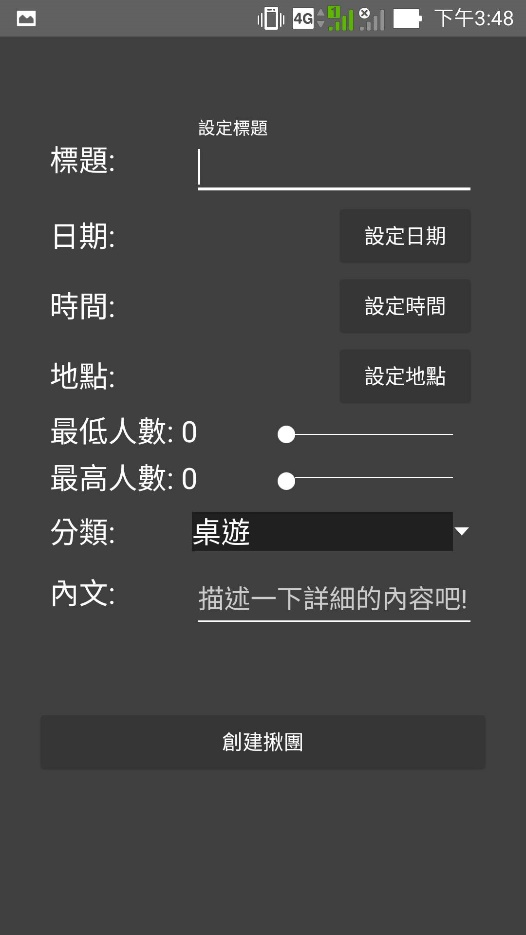 4G 1 下午3:48
設定標題
標題:
日期: 設定日期
時間: 設定時間
地點: 設定地點
最低人數: 0
最高人數: 0
分類: 桌遊
內文: 描述一下詳細的內容吧!
創建揪團